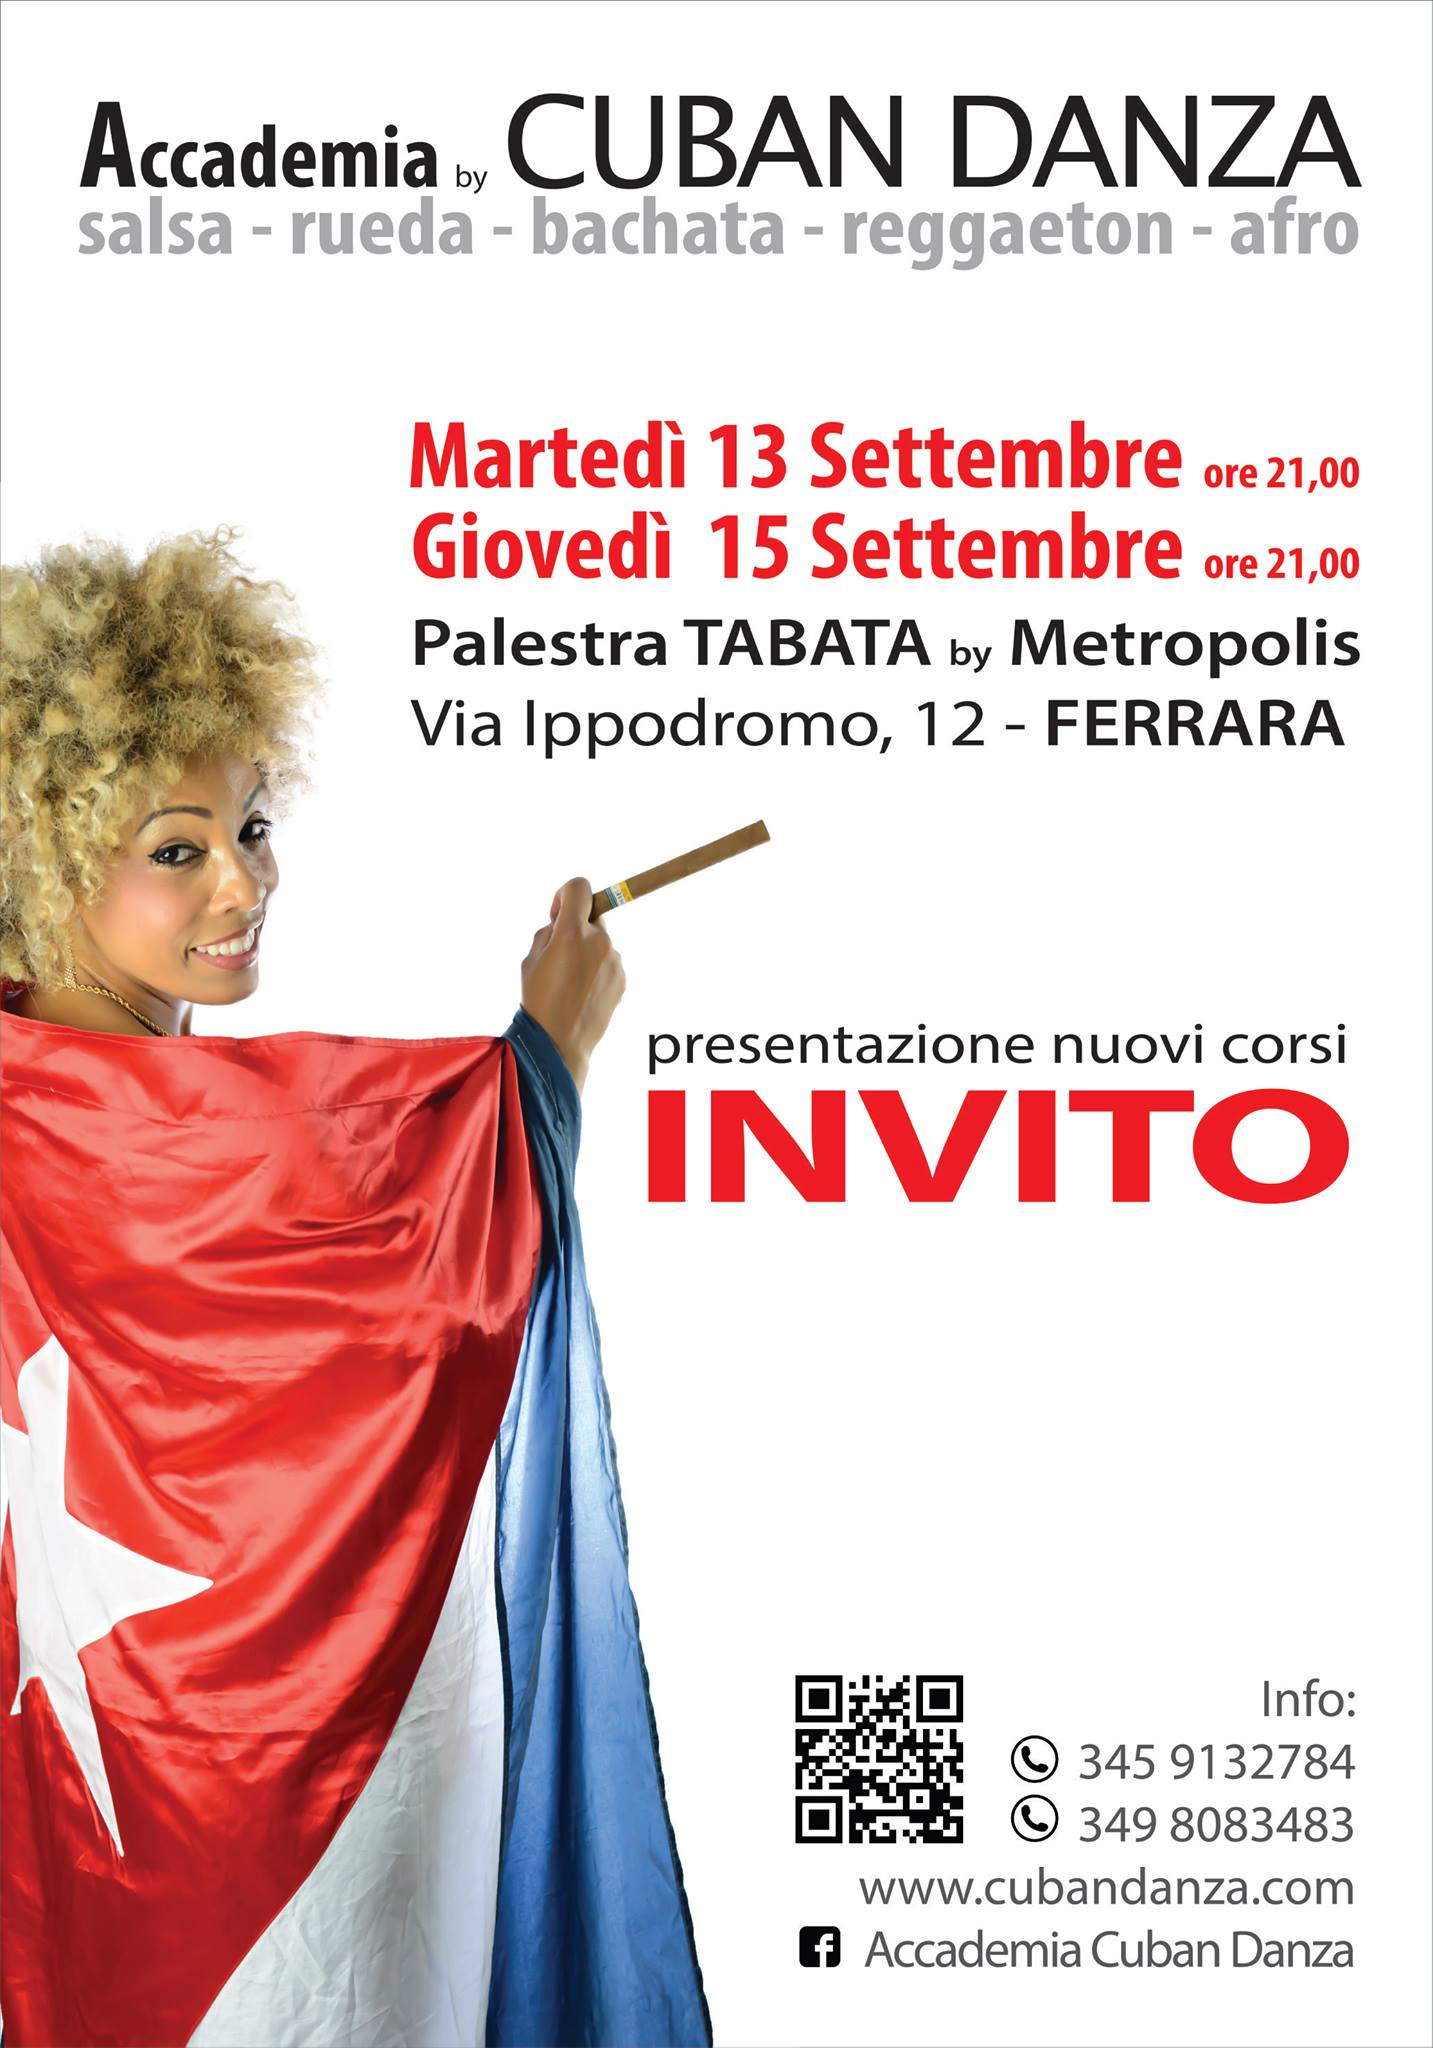 Accademia by CUBAN DANZA
salsa - rueda - bachata - reggaeton - afro
Martedì 13 Settembre ore 21,00
Giovedì 15 Settembre ore 21,00
Palestra TABATA by Metropolis
Via Ippodromo, 12 - FERRARA
presentazione nuovi corsi
INVITO
Info:
345 9132784
349 8083483
www.cubandanza.com
Accademia Cuban Danza